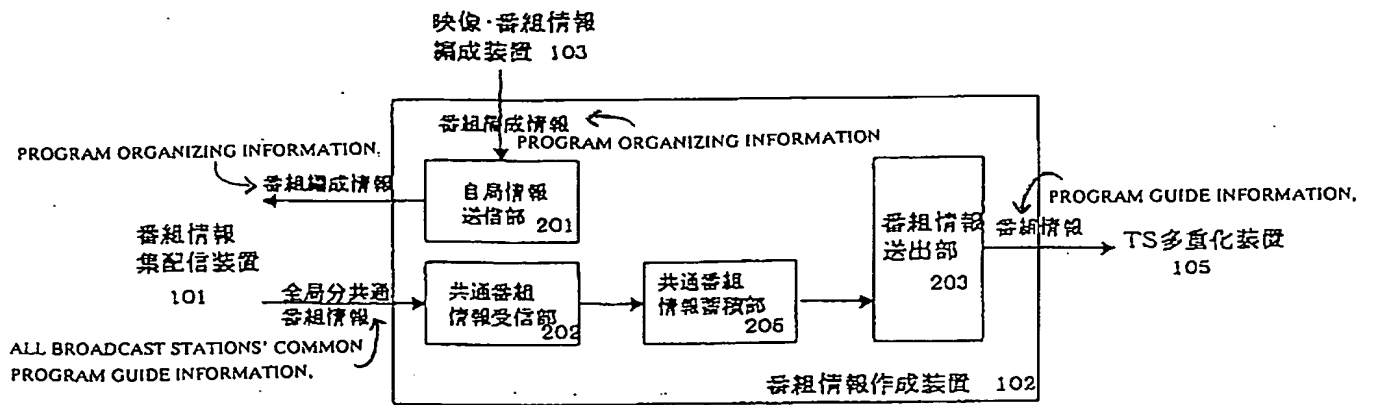 映像・番組情報
編成装置 103
番組編成情報
PROGRAM ORGANIZING INFORMATION
PROGRAM ORGANIZING INFORMATION,
番組編成情報
自局情報
送信部
201
番組情報
集配信装置
101
全局分共通
番組情報
ALL BROADCAST STATIONS' COMMON
PROGRAM GUIDE INFORMATION,
共通番組
情報受信部
202
共通番組
情報蓄積部
205
番組情報
送出部
203
PROGRAM GUIDE INFORMATION,
番組情報
TS多重化装置
105
番組情報作成装置 102